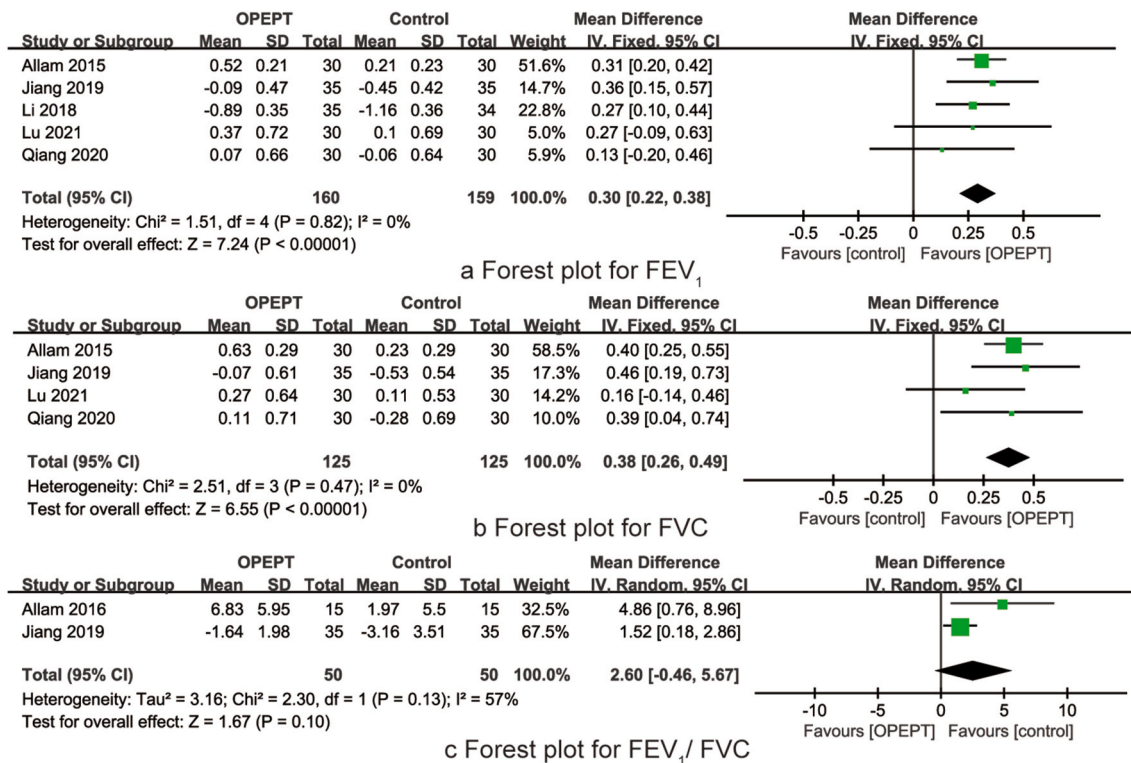 OPEPT Control Mean Difference Mean Difference
Study or Subgroup Mean SD Total Mean SD Total Weight IV. Fixed. 95% CI IV. Fixed. 95% CI
Allam 2015 0.52 0.21 30 0.21 0.23 30 51.6% 0.31 [0.20, 0.42]
Jiang 2019 -0.09 0.47 35 -0.45 0.42 35 14.7% 0.36 [0.15, 0.57]
Li 2018 -0.89 0.35 35 -1.16 0.36 34 22.8% 0.27 [0.10, 0.44]
Lu 2021 0.37 0.72 30 0.1 0.69 30 5.0% 0.27 [-0.09, 0.63]
Qiang 2020 0.07 0.66 30 -0.06 0.64 30 5.9% 0.13 [-0.20, 0.46]
Total (95% CI) 160 159 100.0% 0.30 [0.22, 0.38]
Heterogeneity: Chi² = 1.51, df = 4 (P = 0.82); I² = 0%
Test for overall effect: Z = 7.24 (P < 0.00001)
-0.5 -0.25 0 0.25 0.5
Favours [control] Favours [OPEPT]
a Forest plot for FEV₁
OPEPT Control Mean Difference Mean Difference
Study or Subgroup Mean SD Total Mean SD Total Weight IV. Fixed. 95% CI IV. Fixed. 95% CI
Allam 2015 0.63 0.29 30 0.23 0.29 30 58.5% 0.40 [0.25, 0.55]
Jiang 2019 -0.07 0.61 35 -0.53 0.54 35 17.3% 0.46 [0.19, 0.73]
Lu 2021 0.27 0.64 30 0.11 0.53 30 14.2% 0.16 [-0.14, 0.46]
Qiang 2020 0.11 0.71 30 -0.28 0.69 30 10.0% 0.39 [0.04, 0.74]
Total (95% CI) 125 125 100.0% 0.38 [0.26, 0.49]
Heterogeneity: Chi² = 2.51, df = 3 (P = 0.47); I² = 0%
Test for overall effect: Z = 6.55 (P < 0.00001)
-0.5 -0.25 0 0.25 0.5
Favours [control] Favours [OPEPT]
b Forest plot for FVC
OPEPT Control Mean Difference Mean Difference
Study or Subgroup Mean SD Total Mean SD Total Weight IV. Random. 95% CI IV. Random. 95% CI
Allam 2016 6.83 5.95 15 1.97 5.5 15 32.5% 4.86 [0.76, 8.96]
Jiang 2019 -1.64 1.98 35 -3.16 3.51 35 67.5% 1.52 [0.18, 2.86]
Total (95% CI) 50 50 100.0% 2.60 [-0.46, 5.67]
Heterogeneity: Tau² = 3.16; Chi² = 2.30, df = 1 (P = 0.13); I² = 57%
Test for overall effect: Z = 1.67 (P = 0.10)
-10 -5 0 5 10
Favours [OPEPT] Favours [control]
c Forest plot for FEV₁/ FVC